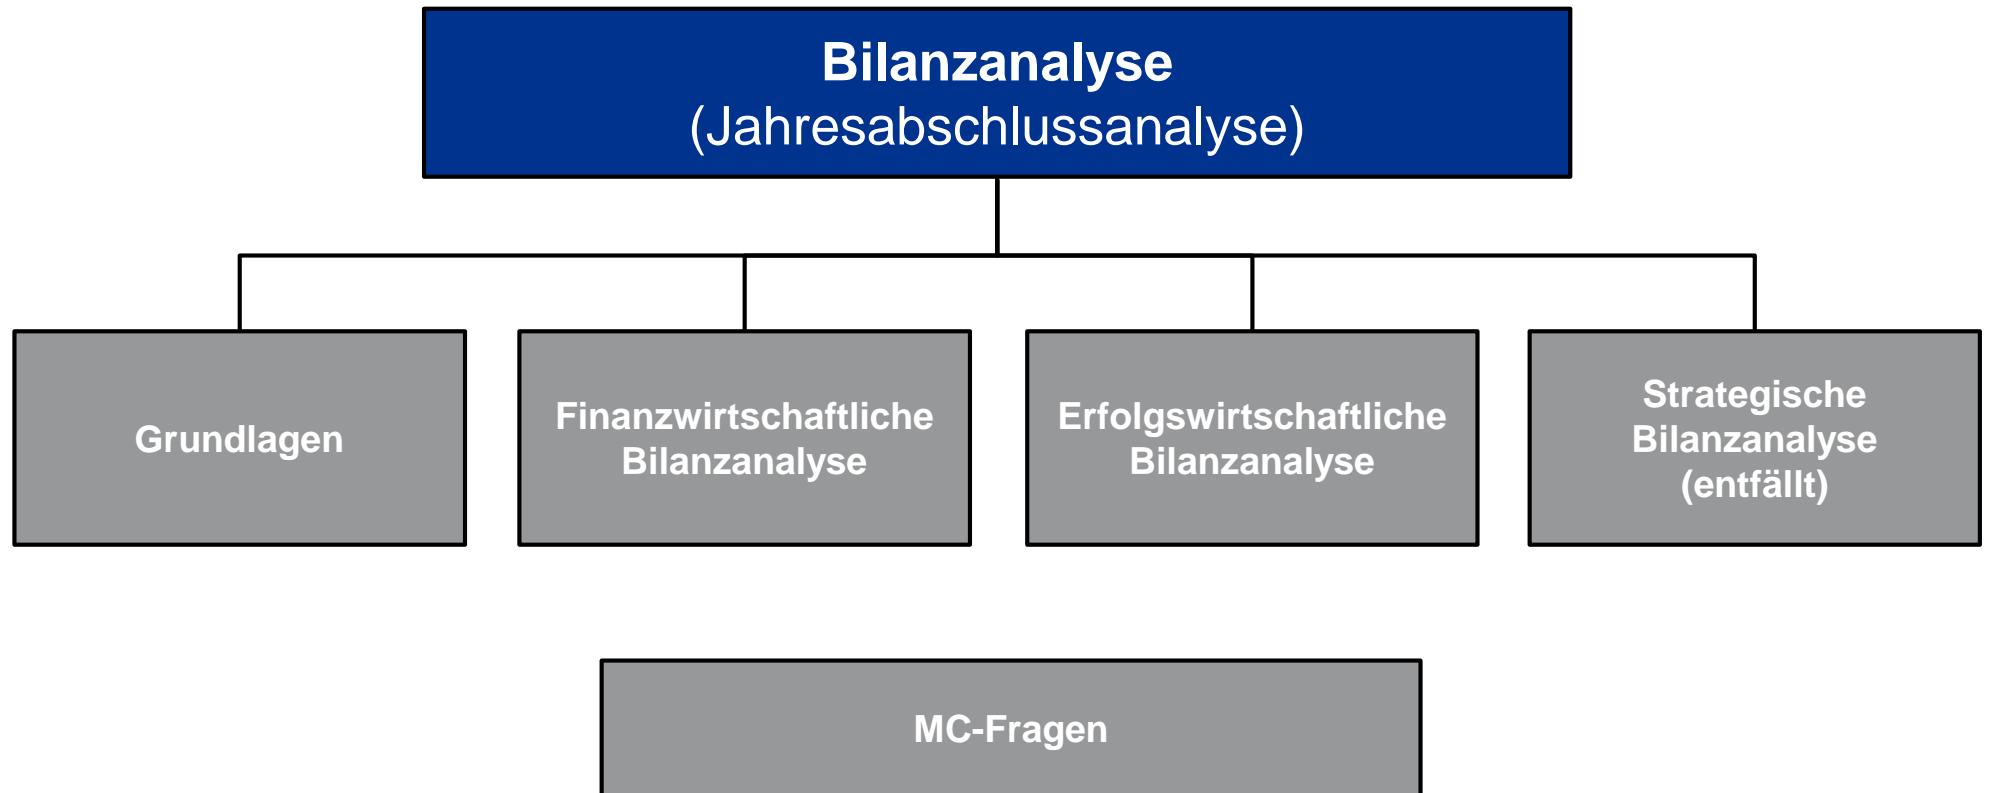 Bilanzanalyse
(Jahresabschlussanalyse)
Grundlagen
Finanzwirtschaftliche
Bilanzanalyse
Erfolgswirtschaftliche
Bilanzanalyse
Strategische
Bilanzanalyse
(entfällt)
MC-Fragen